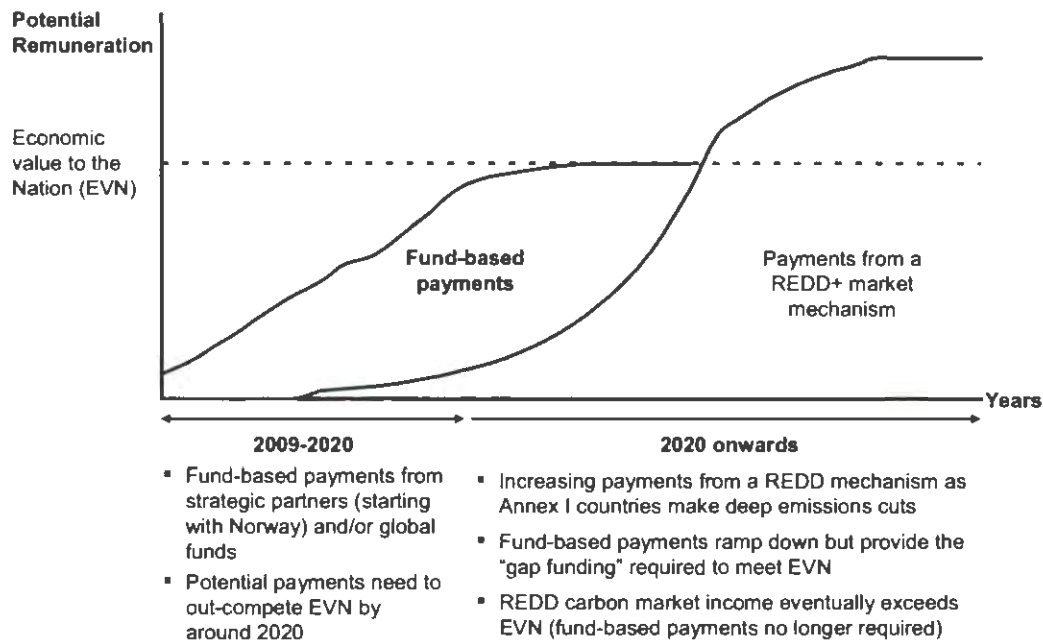 Potential
Remuneration
Economic
value to the
Nation (EVN)
Fund-based
payments
Payments from a
REDD+ market
mechanism
Years
2009-2020
▪ Fund-based payments from
strategic partners (starting
with Norway) and/or global
funds
▪ Potential payments need to
out-compete EVN by
around 2020
2020 onwards
▪ Increasing payments from a REDD mechanism as
Annex I countries make deep emissions cuts
▪ Fund-based payments ramp down but provide the
"gap funding" required to meet EVN
▪ REDD carbon market income eventually exceeds
EVN (fund-based payments no longer required)